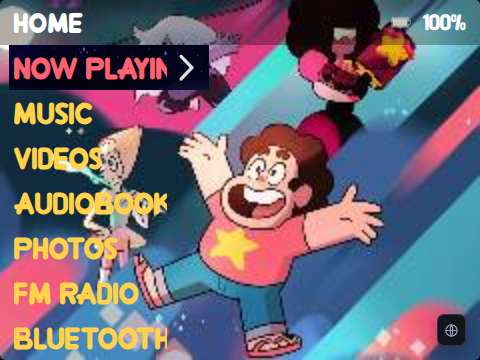 HOME
100%
NOW PLAYIN
MUSIC
VIDEOS
AUDIOBOOK
PHOTOS
FM RADIO
BLUETOOTH